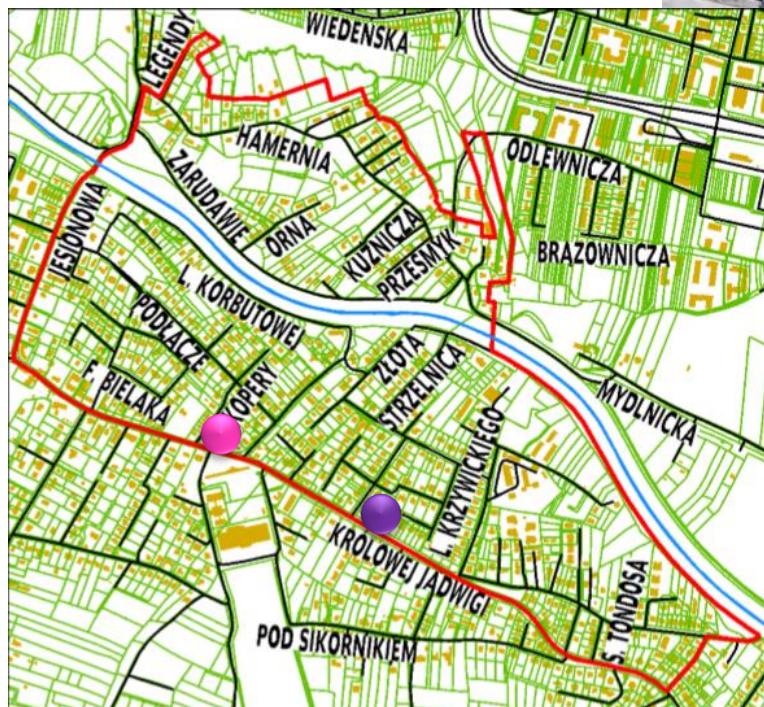 WIEDEŃSKA
LEGENDY
HAMERNIA
ODLEWNICZA
ZARUDAWIE
JESIONOWA
ORNA
KUŹNICZA
PRZESMYK
BRĄZOWNICZA
L. KORBUTOWEJ
PODŁĄCZE
ZŁOTA
STRZELNICA
F. BIELAKA
KOPERY
MYDLNICKA
L. KRZYWICKIEGO
KRÓLOWEJ JADWIGI
S. TONDOSA
POD SIKORNIKIEM